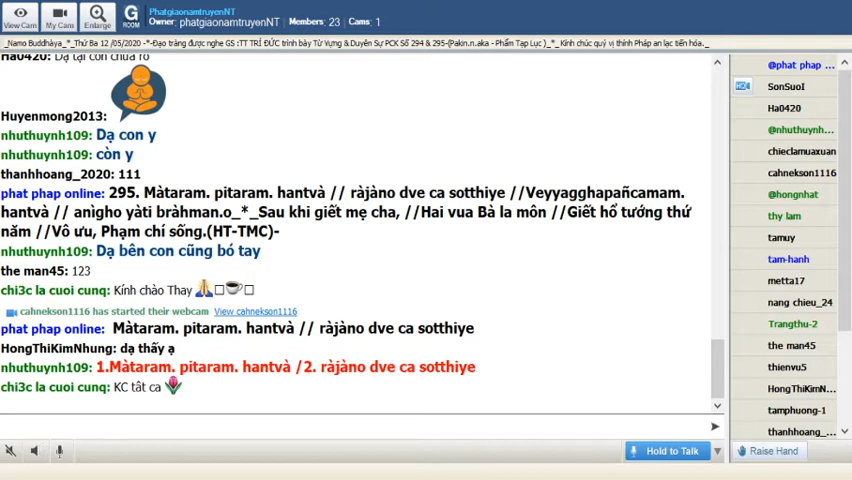 View Cam
My Cam
Enlarge
G
ROOM
PhatgiaonamtruyenNT
Owner: phatgiaonamtruyenNT | Members: 23 | Cams: 1
_Namo Buddhàya_*_Thứ Ba 12 /05/2020 -*-Đạo tràng được nghe GS :TT TRÍ ĐỨC trình bày Từ Vựng &Duyên Sự PCK Số 294 & 295-(Pakin.n.aka - Phẩm Tạp Lục )_*_ Kính chúc quý vị thính Pháp an lạc tiến hóa._
Ha0420: Dạ tại con chưa rõ
Huyenmong2013:
nhuthuynh109: Dạ con y
nhuthuynh109: còn y
thanhhoang_2020: 111
phat phap online: 295. Màtaram. pitaram. hantvà // ràjàno dve ca sotthiye //Veyyagghapañcamam.
hantvà // anìgho yàti bràhman.o_*_Sau khi giết mẹ cha, //Hai vua Bà la môn //Giết hổ tướng thứ
năm //Vô ưu, Phạm chí sống.(HT-TMC)-
nhuthuynh109: Dạ bên con cũng bó tay
the man45: 123
chi3c la cuoi cunq: Kính chào Thay
cahnekson1116 has started their webcam View cahnekson1116
phat phap online: Màtaram. pitaram. hantvà // ràjàno dve ca sotthiye
HongThiKimNhung: dạ thấy ạ
nhuthuynh109: 1.Màtaram. pitaram. hantvà /2. ràjàno dve ca sotthiye
chi3c la cuoi cunq: KC tât ca
@phat phap ...
HD
SonSuoI
Ha0420
@nhuthuynh...
chieclamuaxuan
cahnekson1116
@hongnhat
thy lam
tamuy
tam-hanh
metta17
nang chieu_24
Trangthu-2
the man45
thienvu5
HongThiKimN...
tamphuong-1
thanhhoang_...
Hold to Talk
Raise Hand